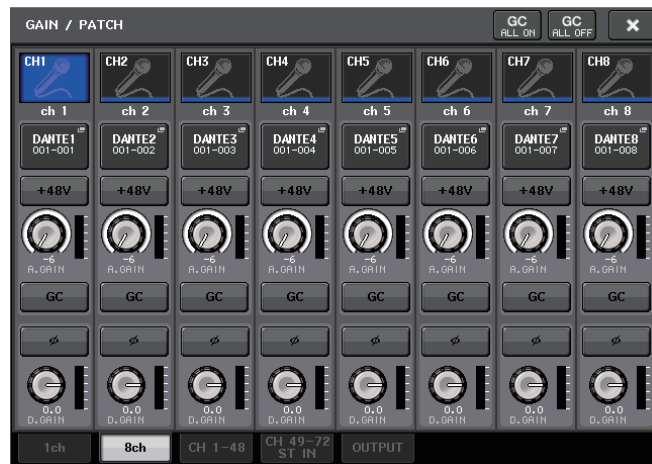 GAIN / PATCH
GC ALL ON
GC ALL OFF
CH1 CH2 CH3 CH4 CH5 CH6 CH7 CH8
ch 1 ch 2 ch 3 ch 4 ch 5 ch 6 ch 7 ch 8
DANTE1 DANTE2 DANTE3 DANTE4 DANTE5 DANTE6 DANTE7 DANTE8
001-001 001-002 001-003 001-004 001-005 001-006 001-007 001-008
+48V +48V +48V +48V +48V +48V +48V +48V
-6 -6 -6 -6 -6 -6 -6 -6
A.GAIN A.GAIN A.GAIN A.GAIN A.GAIN A.GAIN A.GAIN A.GAIN
GC GC GC GC GC GC GC GC
ø ø ø ø ø ø ø ø
0.0 0.0 0.0 0.0 0.0 0.0 0.0 0.0
D.GAIN D.GAIN D.GAIN D.GAIN D.GAIN D.GAIN D.GAIN D.GAIN
1ch 8ch CH 1-48 CH 49-72 ST IN OUTPUT